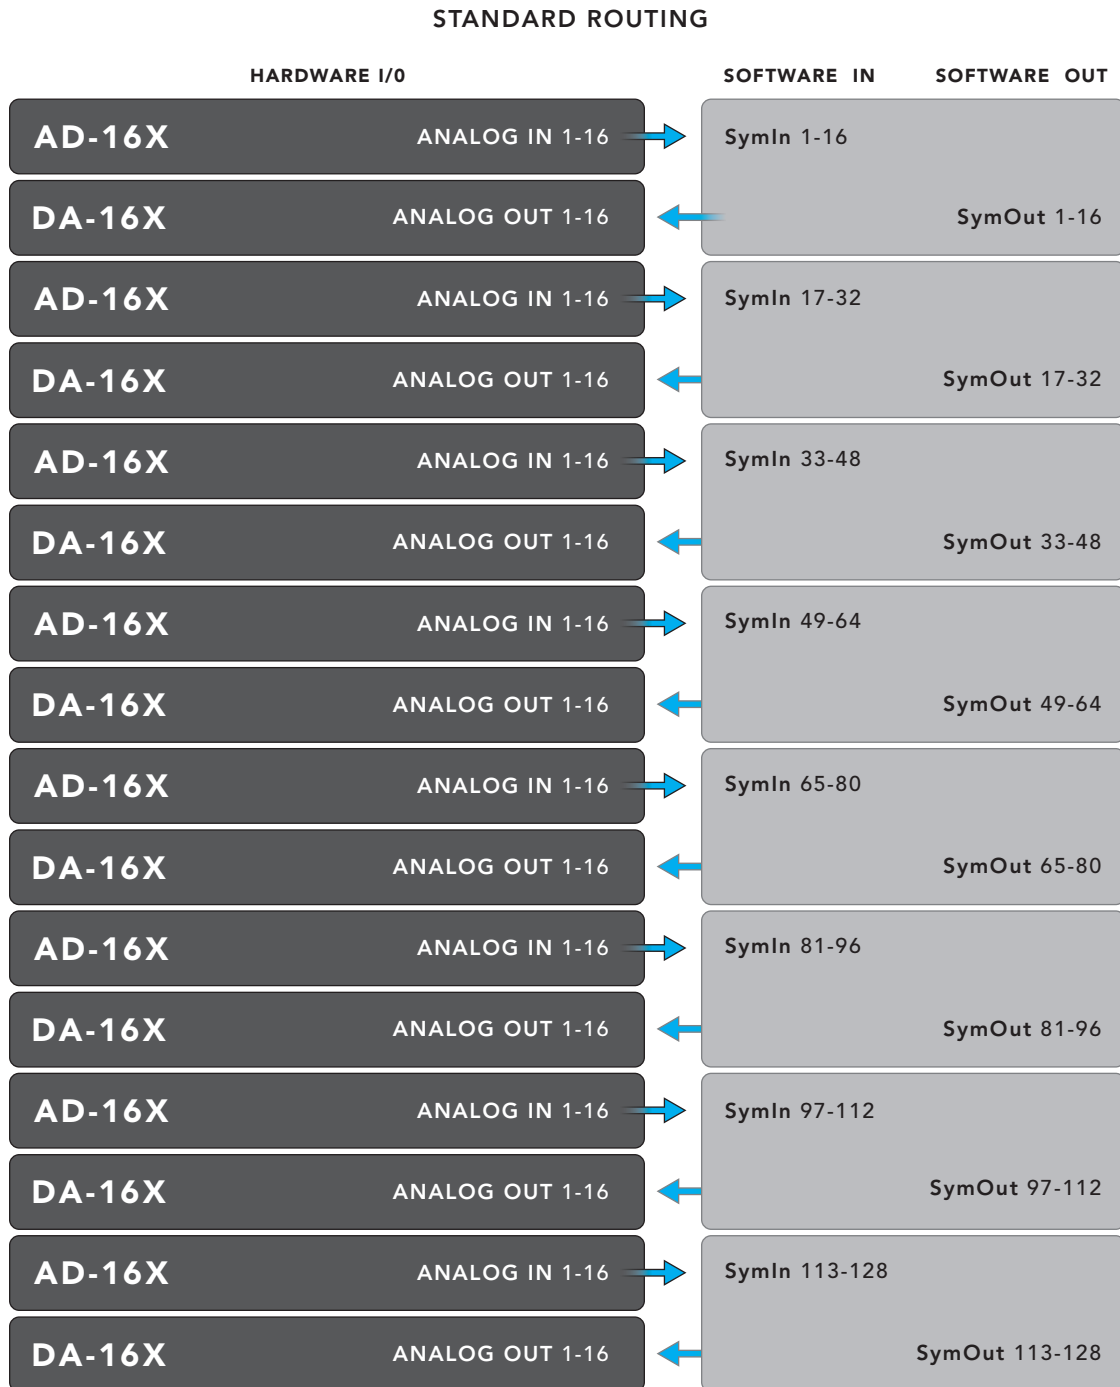 STANDARD ROUTING
HARDWARE I/0 SOFTWARE IN SOFTWARE OUT
AD-16X ANALOG IN 1-16 SymIn 1-16
DA-16X ANALOG OUT 1-16 SymOut 1-16
AD-16X ANALOG IN 1-16 SymIn 17-32
DA-16X ANALOG OUT 1-16 SymOut 17-32
AD-16X ANALOG IN 1-16 SymIn 33-48
DA-16X ANALOG OUT 1-16 SymOut 33-48
AD-16X ANALOG IN 1-16 SymIn 49-64
DA-16X ANALOG OUT 1-16 SymOut 49-64
AD-16X ANALOG IN 1-16 SymIn 65-80
DA-16X ANALOG OUT 1-16 SymOut 65-80
AD-16X ANALOG IN 1-16 SymIn 81-96
DA-16X ANALOG OUT 1-16 SymOut 81-96
AD-16X ANALOG IN 1-16 SymIn 97-112
DA-16X ANALOG OUT 1-16 SymOut 97-112
AD-16X ANALOG IN 1-16 SymIn 113-128
DA-16X ANALOG OUT 1-16 SymOut 113-128